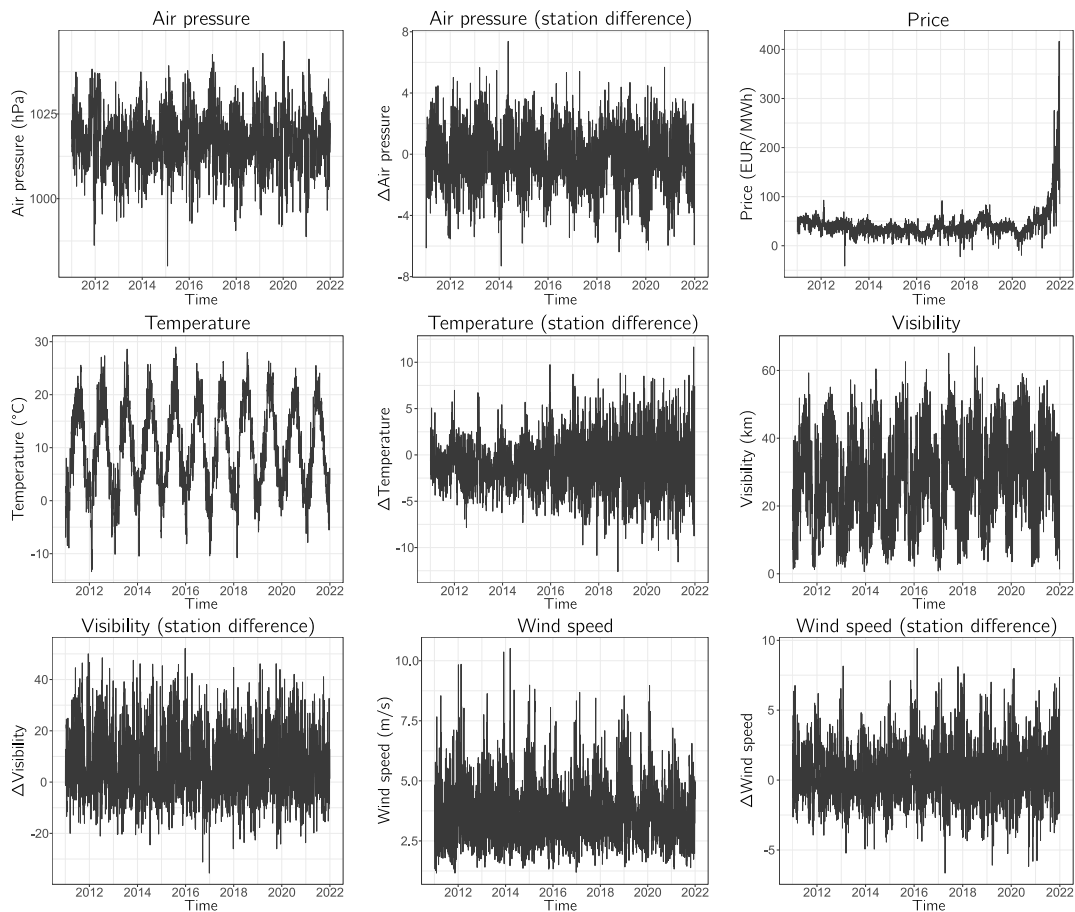 Air pressure
Air pressure (hPa)
1025
1000
2012 2014 2016 2018 2020 2022
Time
Air pressure (station difference)
ΔAir pressure
8
4
0
-4
-8
2012 2014 2016 2018 2020 2022
Time
Price
Price (EUR/MWh)
400
300
200
100
0
2012 2014 2016 2018 2020 2022
Time
Temperature
Temperature (°C)
30
20
10
0
-10
2012 2014 2016 2018 2020 2022
Time
Temperature (station difference)
ΔTemperature
10
5
0
-5
-10
2012 2014 2016 2018 2020 2022
Time
Visibility
Visibility (km)
60
40
20
0
2012 2014 2016 2018 2020 2022
Time
Visibility (station difference)
ΔVisibility
40
20
0
-20
2012 2014 2016 2018 2020 2022
Time
Wind speed
Wind speed (m/s)
10.0
7.5
5.0
2.5
2012 2014 2016 2018 2020 2022
Time
Wind speed (station difference)
ΔWind speed
10
5
0
-5
2012 2014 2016 2018 2020 2022
Time